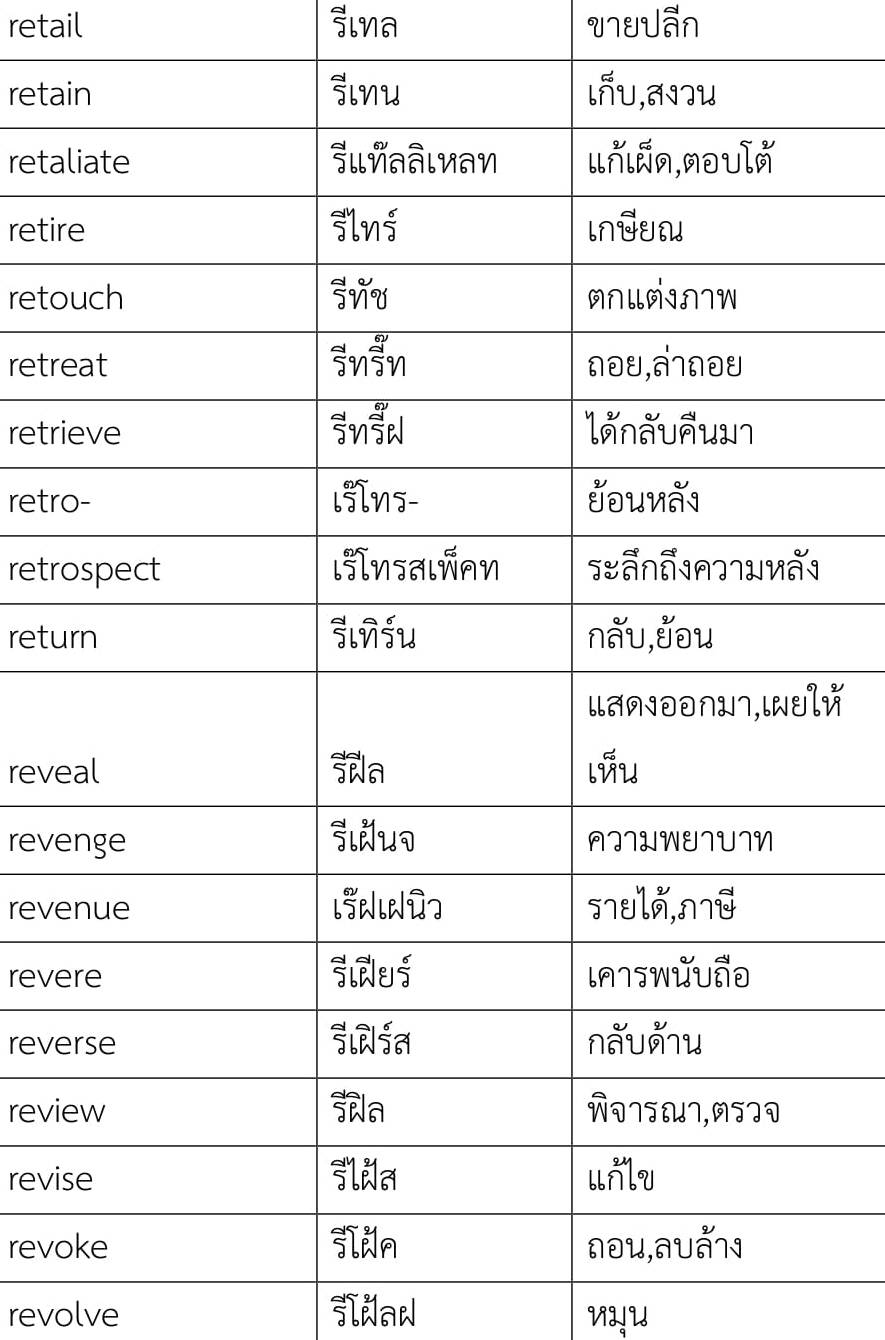 retail รีเทล ขายปลีก
retain รีเทน เก็บ,สงวน
retaliate รีแท๊ลลิเหลท แก้เผ็ด,ตอบโต้
retire รีไทร์ เกษียณ
retouch รีทัช ตกแต่งภาพ
retreat รีทรี๊ท ถอย,ล่าถอย
retrieve รีทรี๊ฝ ได้กลับคืนมา
retro- เร๊โทร- ย้อนหลัง
retrospect เร๊โทรสเพ็คท ระลึกถึงความหลัง
return รีเทิร์น กลับ,ย้อน
แสดงออกมา,เผยให้
reveal รีฝีล เห็น
revenge รีเฝ้นจ ความพยาบาท
revenue เร๊ฝเฝนิว รายได้,ภาษี
revere รีเฝียร์ เคารพนับถือ
reverse รีเฝิร์ส กลับด้าน
review รีฝิล พิจารณา,ตรวจ
revise รีไฝ้ส แก้ไข
revoke รีโฝ้ค ถอน,ลบล้าง
revolve รีโฝ้ลฝ หมุน